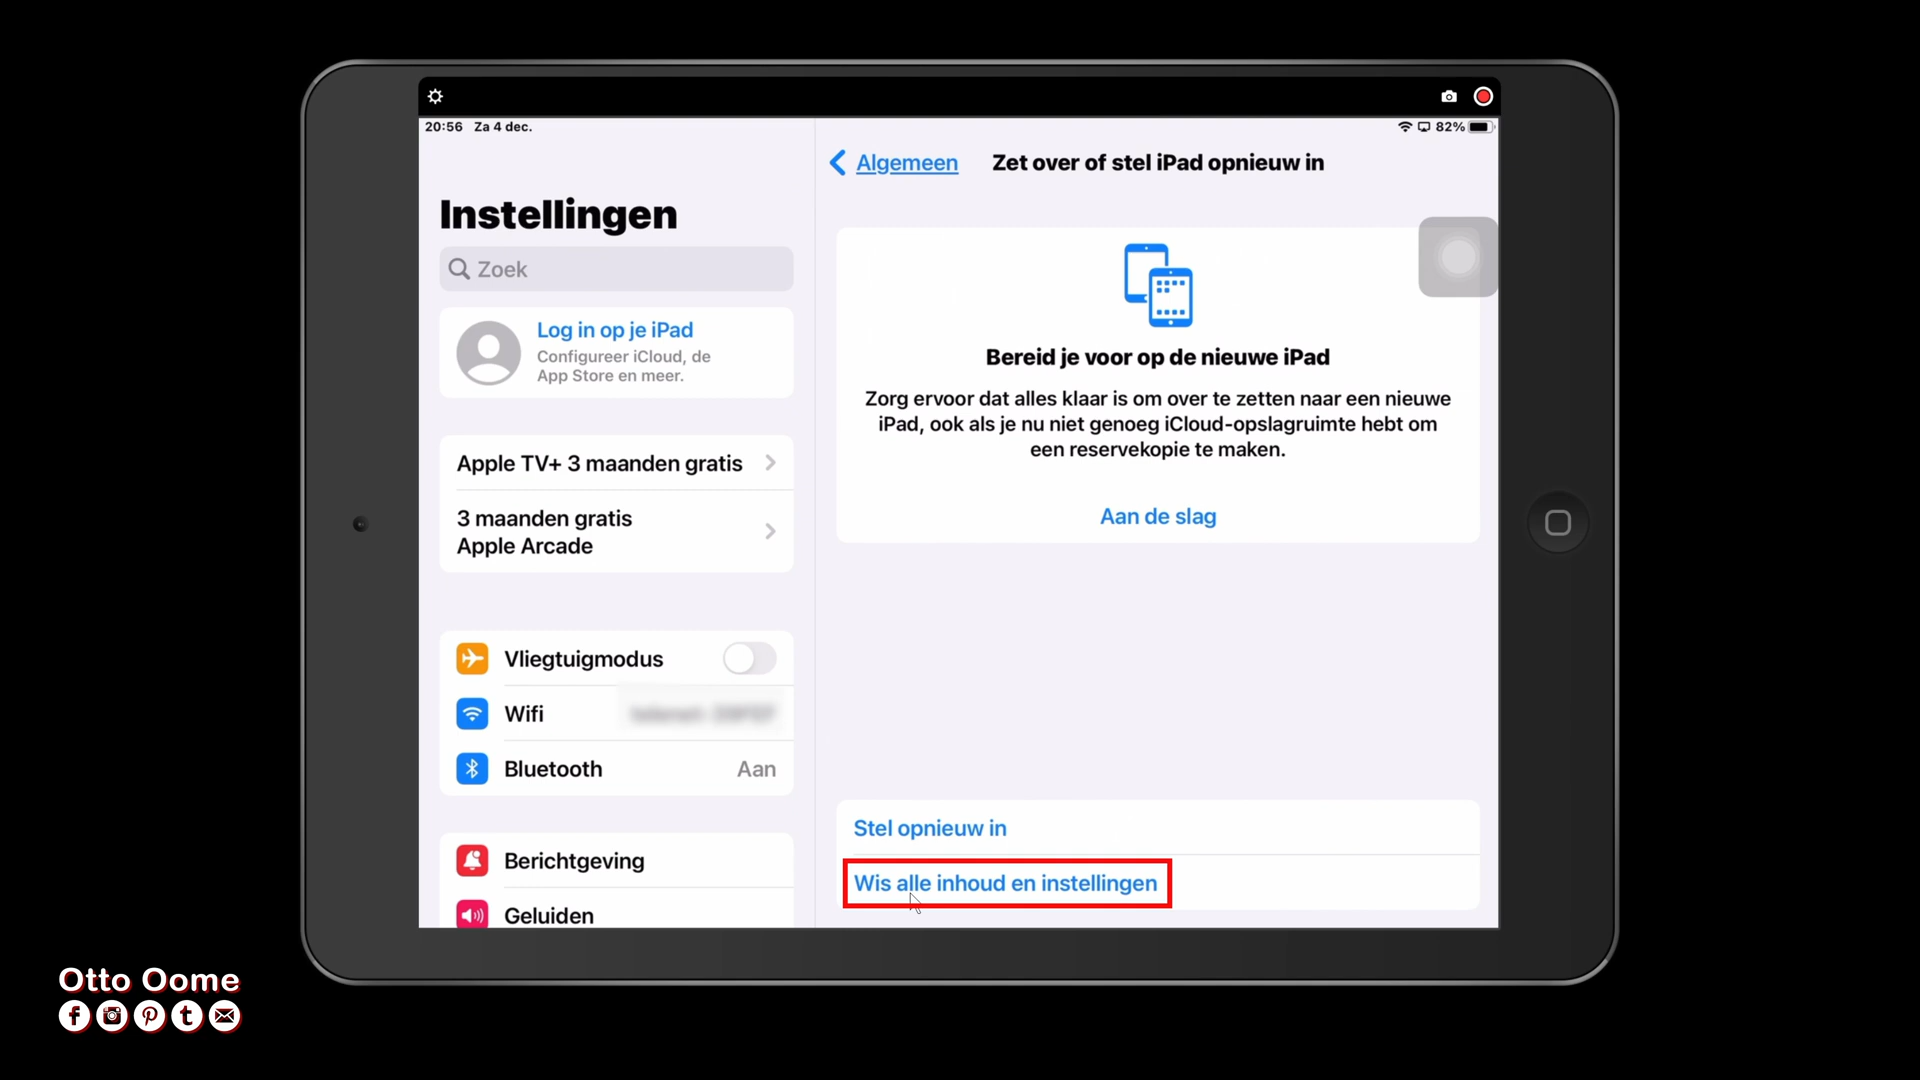 20:56 Za 4 dec.
82%
Instellingen
Zoek
Log in op je iPad
Configureer iCloud, de
App Store en meer.
Apple TV+ 3 maanden gratis
3 maanden gratis
Apple Arcade
Vliegtuigmodus
Wifi
Bluetooth Aan
Berichtgeving
Geluiden
Algemeen
Zet over of stel iPad opnieuw in
Bereid je voor op de nieuwe iPad
Zorg ervoor dat alles klaar is om over te zetten naar een nieuwe
iPad, ook als je nu niet genoeg iCloud-opslagruimte hebt om
een reservekopie te maken.
Aan de slag
Stel opnieuw in
Wis alle inhoud en instellingen
Otto Oome